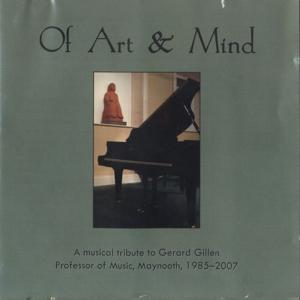 Of Art & Mind
A musical tribute to Gerard Gillen
Professor of Music, Maynooth, 1985–2007